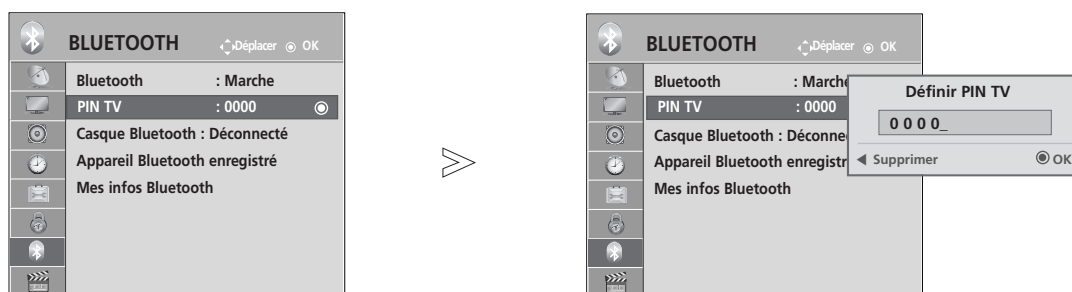 BLUETOOTH Déplacer OK
Bluetooth : Marche
PIN TV : 0000
Casque Bluetooth : Déconnecté
Appareil Bluetooth enregistré
Mes infos Bluetooth
BLUETOOTH Déplacer OK
Bluetooth : Marche
PIN TV : 0000
Casque Bluetooth : Déconne
Appareil Bluetooth enregistr
Mes infos Bluetooth
Définir PIN TV
0 0 0 0_
Supprimer OK